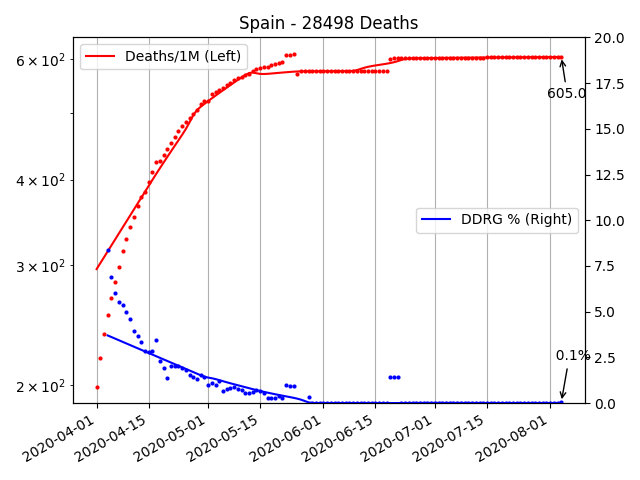 Spain - 28498 Deaths
Deaths/1M (Left)
DDRG % (Right)
605.0
0.1%
6 × 10²
4 × 10²
3 × 10²
2 × 10²
20.0
17.5
15.0
12.5
10.0
7.5
5.0
2.5
0.0
2020-04-01
2020-04-15
2020-05-01
2020-05-15
2020-06-01
2020-06-15
2020-07-01
2020-07-15
2020-08-01